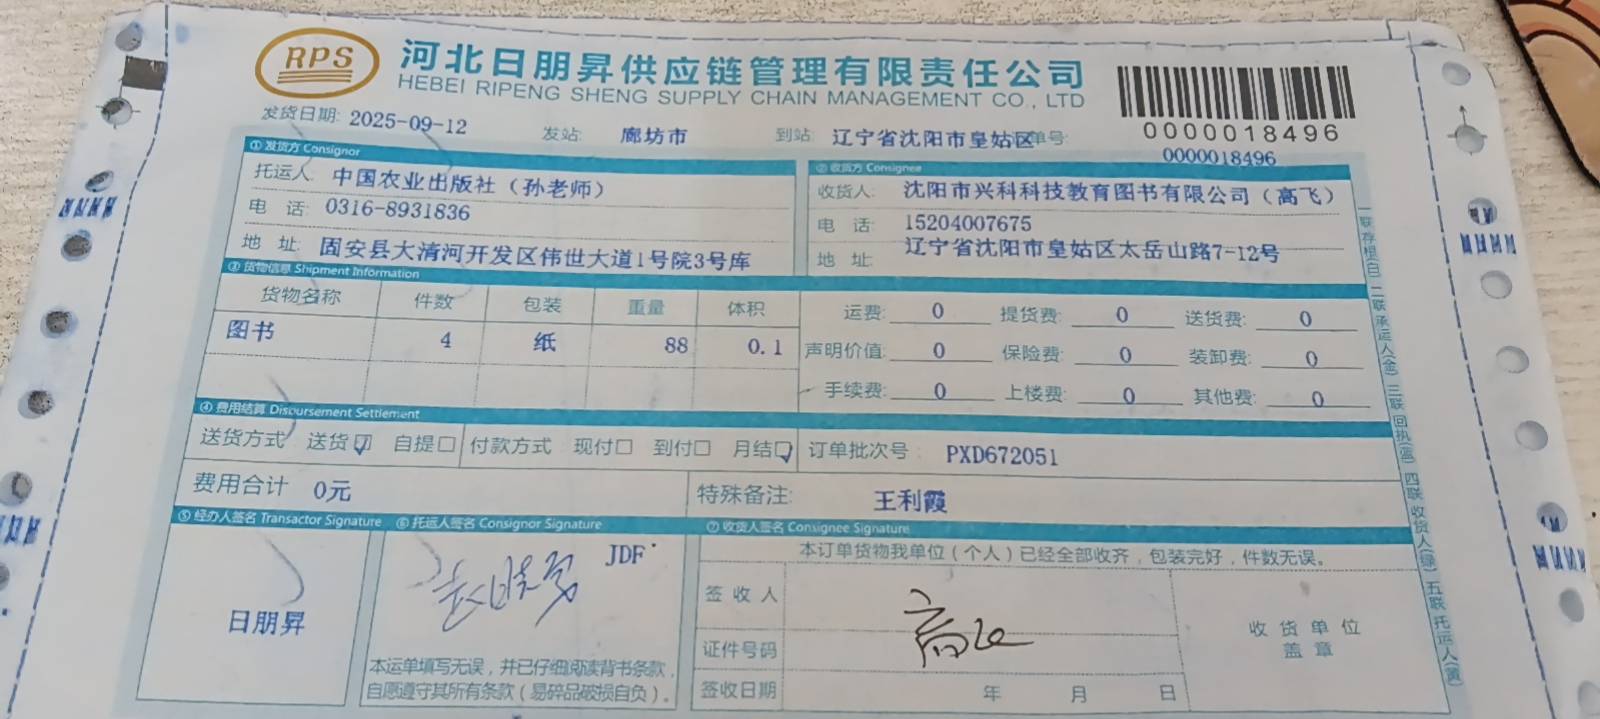 RPS
河北日朋昇供应链管理有限责任公司
HEBEI RIPENG SHENG SUPPLY CHAIN MANAGEMENT CO., LTD
0000018496
发货日期: 2025-09-12 发站: 廊坊市 到站: 辽宁省沈阳市皇姑区 单号: 0000018496
①发货方 Consignor
托运人: 中国农业出版社（孙老师）
电 话: 0316-8931836
地 址: 固安县大清河开发区伟世大道1号院3号库
②收货方 Consignee
收货人: 沈阳市兴科科技教育图书有限公司（高飞）
电 话: 15204007675
地 址: 辽宁省沈阳市皇姑区太岳山路7-12号
③货物信息 Shipment Information
货物名称 件数 包装 重量 体积
图书 4 纸 88 0.1
运费: 0 提货费: 0 送货费: 0
声明价值: 0 保险费: 0 装卸费: 0
手续费: 0 上楼费: 0 其他费: 0
④费用结算 Disbursement Settlement
送货方式 送货☑ 自提☐ 付款方式 现付☐ 到付☐ 月结☑ 订单批次号 PXD672051
费用合计 0元 特殊备注: 王利霞
⑤经办人签名 Transactor Signature
日朋昇
⑥托运人签名 Consignor Signature
JDF
本运单填写无误，并已仔细阅读背书条款，
自愿遵守其所有条款（易碎品破损自负）。
⑦收货人签名 Consignee Signature
本订单货物我单位（个人）已经全部收齐，包装完好，件数无误。
签收人 高飞
证件号码
签收日期 年 月 日
收货单位
盖章
一联存根(白) 二联承运人(金) 三联回执(蓝) 四联收货人(绿) 五联托运人(黄)